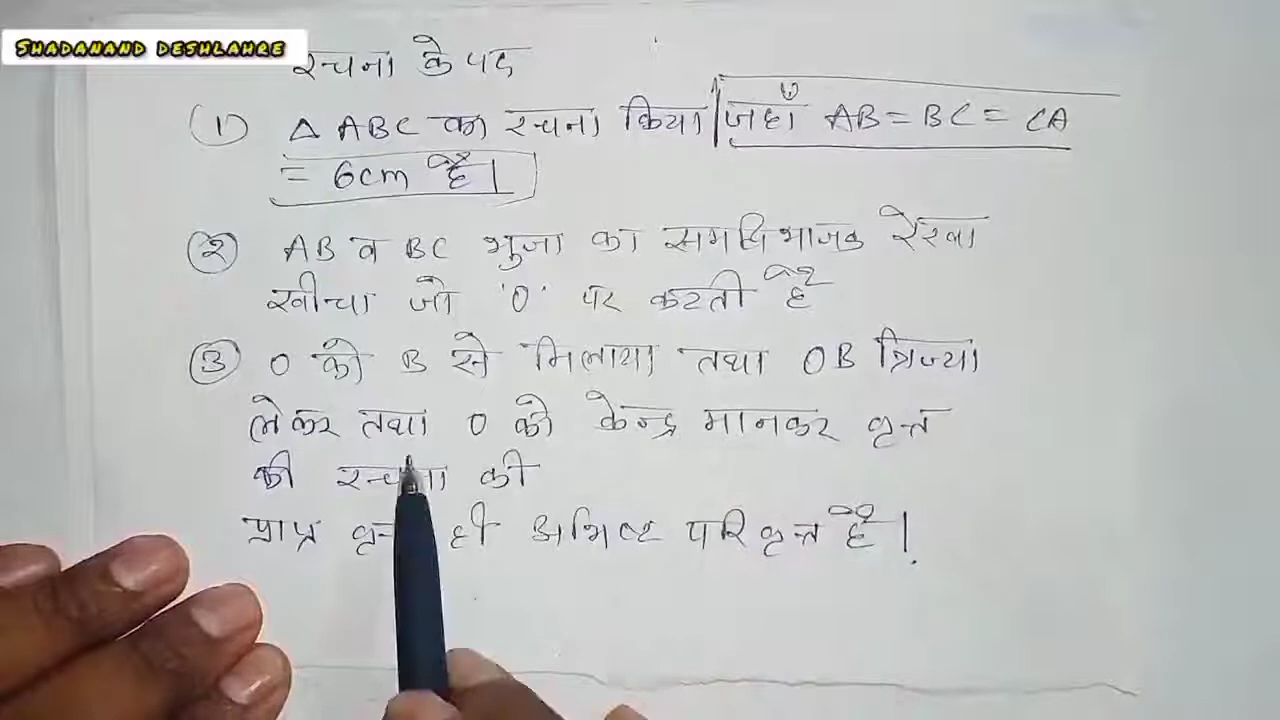 SHADANAND DESHLAHRE
रचना के पद
(1) △ ABC का रचना किया जहाँ AB = BC = CA
= 6cm है।
(2) AB व BC भुजा का समद्विभाजक रेखा
खींचा जो 'O' पर कटती है
(3) O को B से मिलाया तथा OB त्रिज्या
लेकर तथा O को केन्द्र मानकर वृत्त
की रचना की
प्राप्त ही अभिष्ट परिवृत्त है।